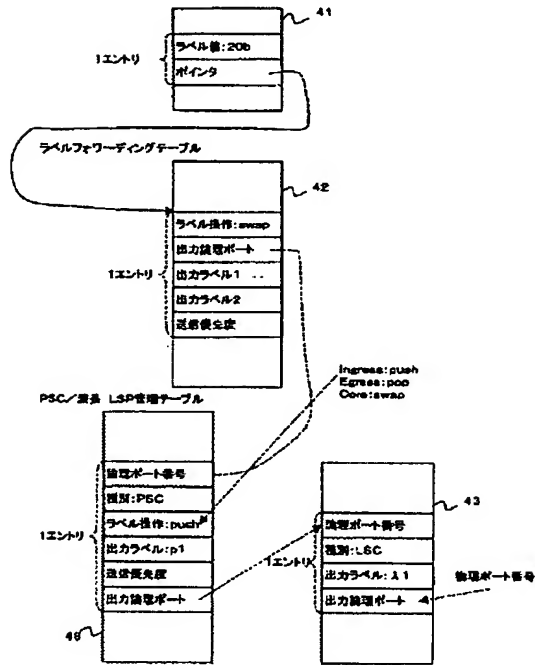 41
1エントリ
ラベル値:20b
ポインタ
ラベルフォワーディングテーブル
42
1エントリ
ラベル操作:swap
出力論理ポート
出力ラベル1 ..
出力ラベル2
送信優先度
Ingress:push
Egress:pop
Core:swap
PSC/波長 LSP管理テーブル
1エントリ
論理ポート番号
種別:PSC
ラベル操作:push
出力ラベル:p1
送信優先度
出力論理ポート
43
1エントリ
論理ポート番号
種別:LSC
出力ラベル:λ1
出力論理ポート
物理ポート番号